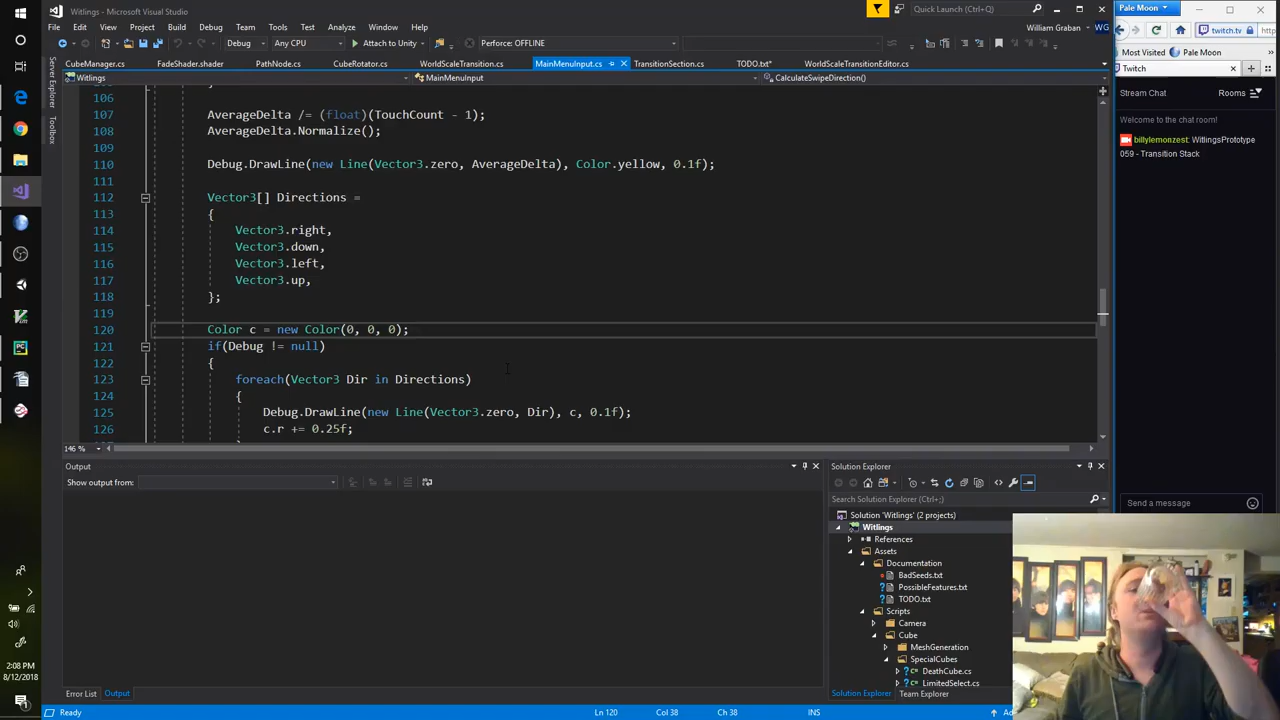 Witlings - Microsoft Visual Studio
Quick Launch (Ctrl+Q)
File Edit View Project Build Debug Team Tools Test Analyze Window Help
William Graban WG
Debug Any CPU Attach to Unity Perforce: OFFLINE
CubeManager.cs FadeShader.shader PathNode.cs CubeRotator.cs WorldScaleTransition.cs MainMenuInput.cs TransitionSection.cs TODO.txt* WorldScaleTransitionEditor.cs
Witlings MainMenuInput CalculateSwipeDirection()
Server Explorer
Toolbox
106
107 AverageDelta /= (float)(TouchCount - 1);
108 AverageDelta.Normalize();
109
110 Debug.DrawLine(new Line(Vector3.zero, AverageDelta), Color.yellow, 0.1f);
111
112 Vector3[] Directions =
113 {
114 Vector3.right,
115 Vector3.down,
116 Vector3.left,
117 Vector3.up,
118 };
119
120 Color c = new Color(0, 0, 0);
121 if(Debug != null)
122 {
123 foreach(Vector3 Dir in Directions)
124 {
125 Debug.DrawLine(new Line(Vector3.zero, Dir), c, 0.1f);
126 c.r += 0.25f;
146 %
Output
Show output from:
Error List Output
Solution Explorer
Search Solution Explorer (Ctrl+;)
Solution 'Witlings' (2 projects)
Witlings
References
Assets
Documentation
BadSeeds.txt
PossibleFeatures.txt
TODO.txt
Scripts
Camera
Cube
MeshGeneration
SpecialCubes
DeathCube.cs
LimitedSelect.cs
Solution Explorer Team Explorer
Ready Ln 120 Col 38 Ch 38 INS
2:08 PM
8/12/2018
Pale Moon
twitch.tv
Most Visited Pale Moon
Twitch
Stream Chat Rooms
Welcome to the chat room!
billylemonzest: WitlingsPrototype
059 - Transition Stack
Send a message